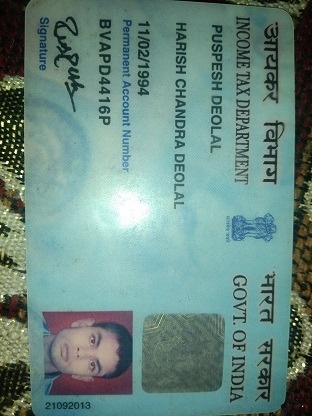 आयकर विभाग भारत सरकार
INCOME TAX DEPARTMENT GOVT. OF INDIA
PUSPESH DEOLAL
HARISH CHANDRA DEOLAL
11/02/1994
Permanent Account Number
BVAPD4416P
Signature
21092013